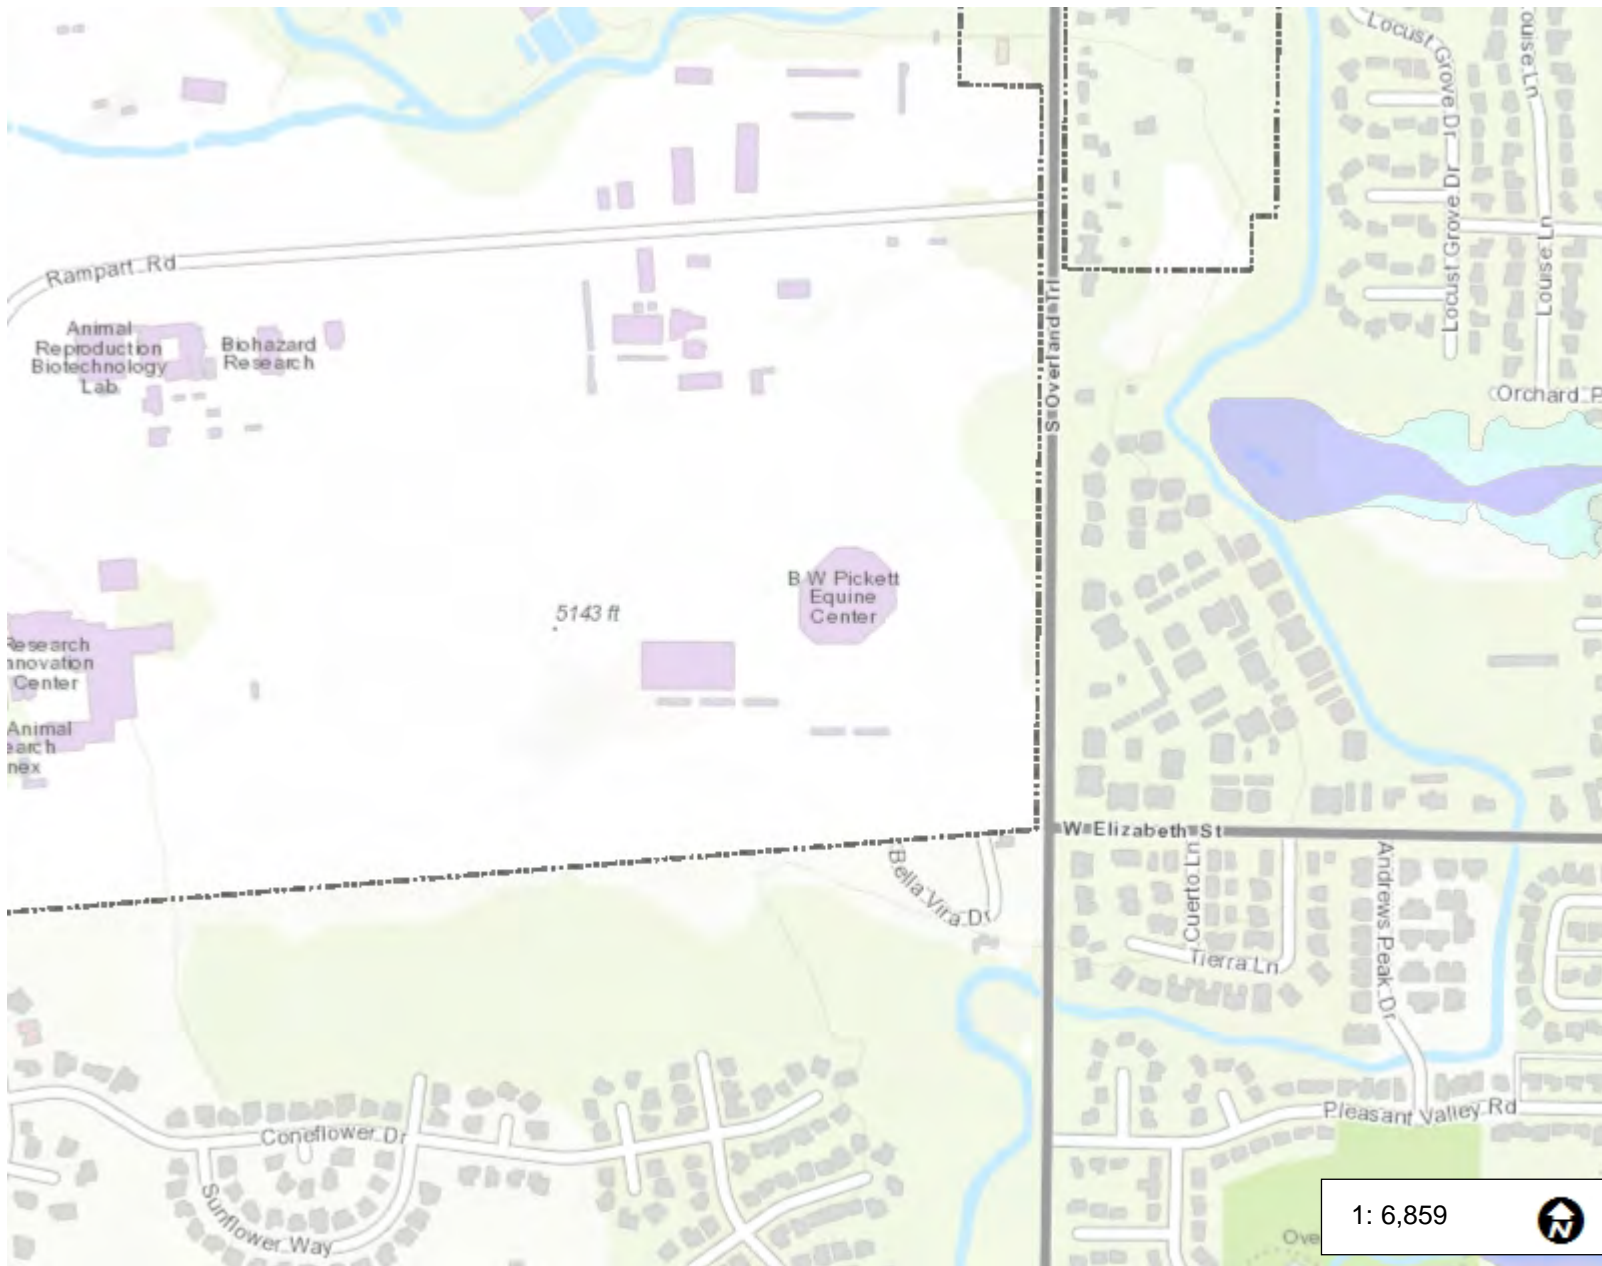 Locust Grove Dr
Louise Ln
Locust Grove Dr
Louise Ln
Rampart Rd
S Overland Trl
Animal
Reproduction
Biotechnology
Lab
Biohazard
Research
Orchard P
B W Pickett
Equine
Center
5143 ft
Research
nnovation
Center
Animal
earch
nex
W Elizabeth St
Bella Vira Dr
Cuerto Ln
Tierra Ln
Andrews Peak Dr
Pleasant Valley Rd
Coneflower Dr
Sunflower Way
Ove
1: 6,859
N